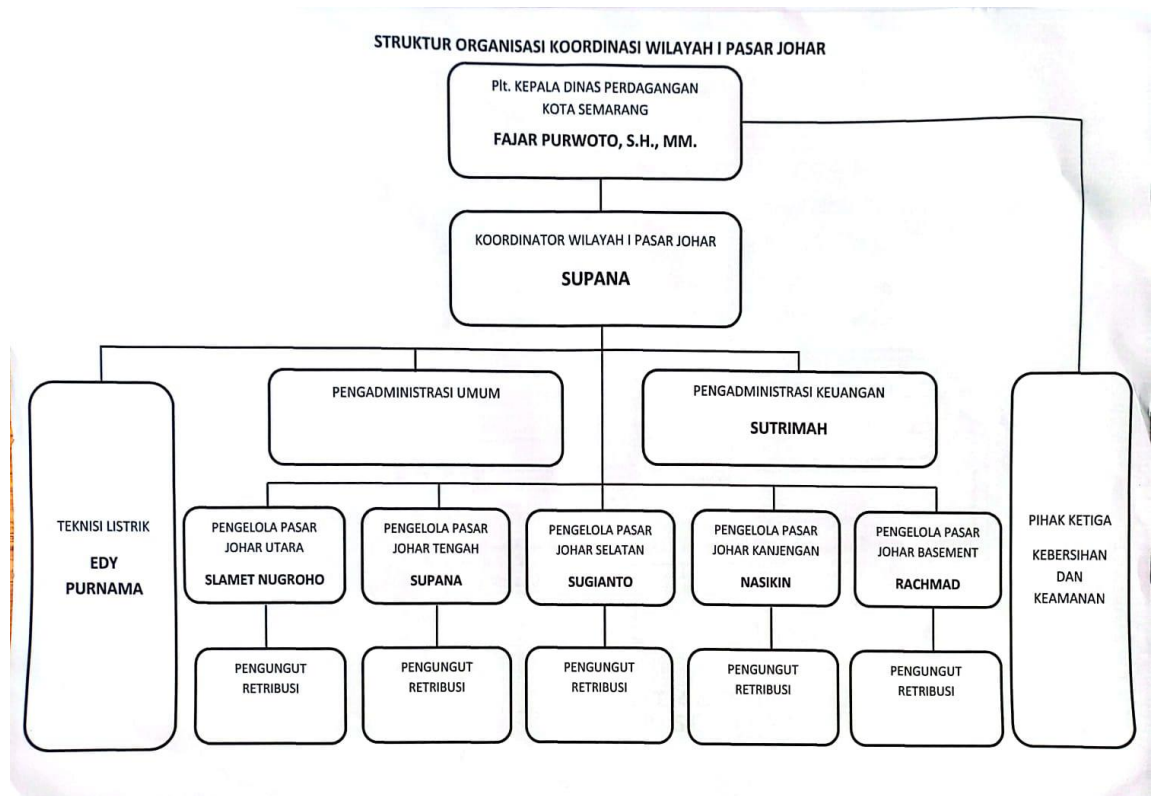 STRUKTUR ORGANISASI KOORDINASI WILAYAH I PASAR JOHAR
Plt. KEPALA DINAS PERDAGANGAN
KOTA SEMARANG
FAJAR PURWOTO, S.H., MM.
KOORDINATOR WILAYAH I PASAR JOHAR
SUPANA
PENGADMINISTRASI UMUM
PENGADMINISTRASI KEUANGAN
SUTRIMAH
TEKNISI LISTRIK
EDY
PURNAMA
PENGELOLA PASAR
JOHAR UTARA
SLAMET NUGROHO
PENGELOLA PASAR
JOHAR TENGAH
SUPANA
PENGELOLA PASAR
JOHAR SELATAN
SUGIANTO
PENGELOLA PASAR
JOHAR KANJENGAN
NASIKIN
PENGELOLA PASAR
JOHAR BASEMENT
RACHMAD
PIHAK KETIGA
KEBERSIHAN
DAN
KEAMANAN
PENGUNGUT
RETRIBUSI
PENGUNGUT
RETRIBUSI
PENGUNGUT
RETRIBUSI
PENGUNGUT
RETRIBUSI
PENGUNGUT
RETRIBUSI